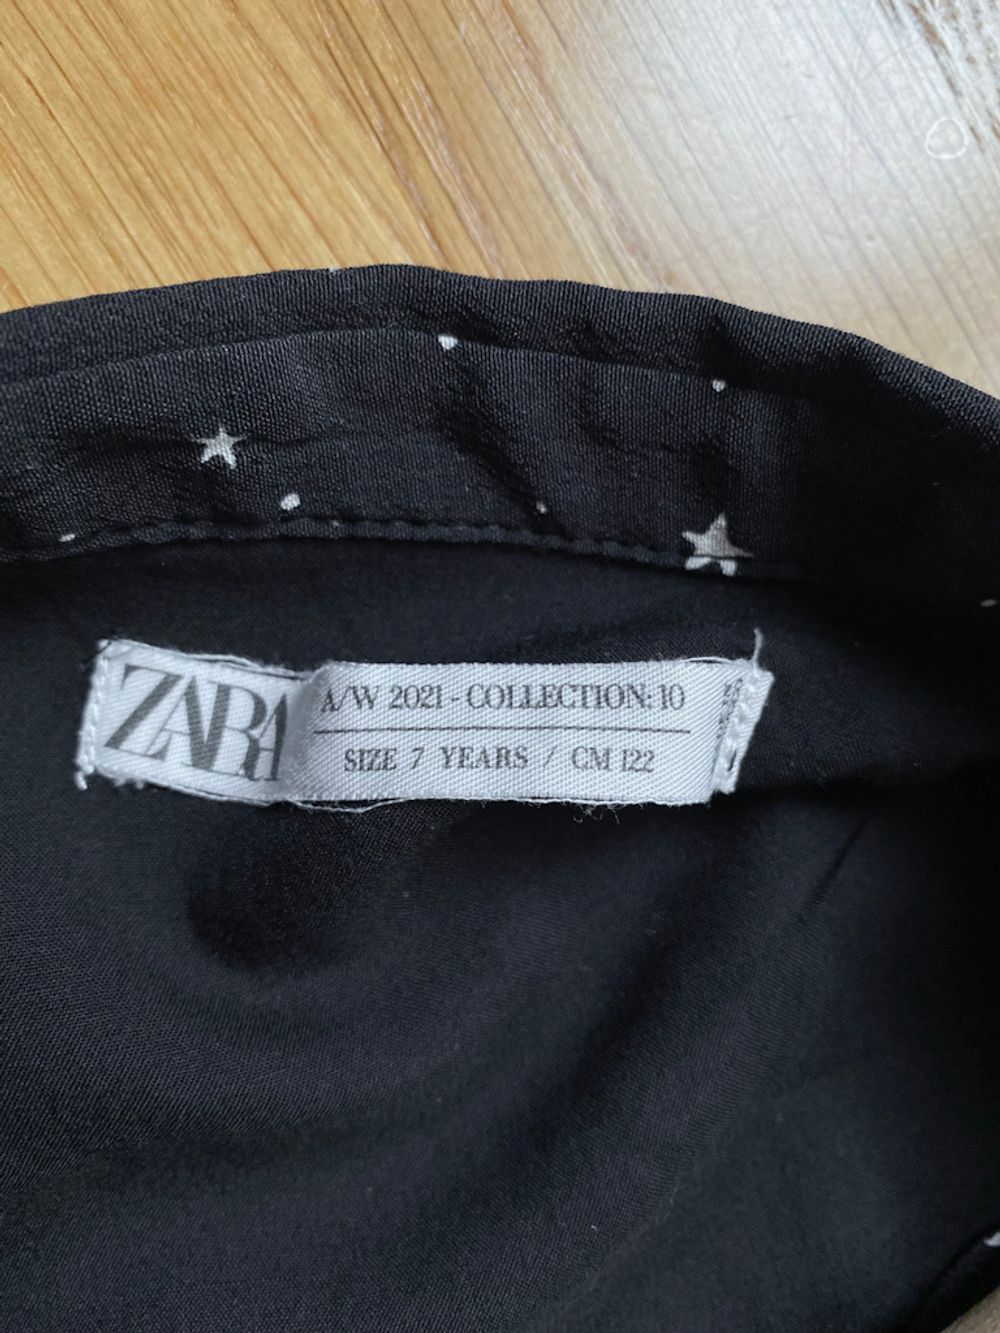 ZARA
A/W 2021 - COLLECTION: 10
SIZE 7 YEARS / CM 122